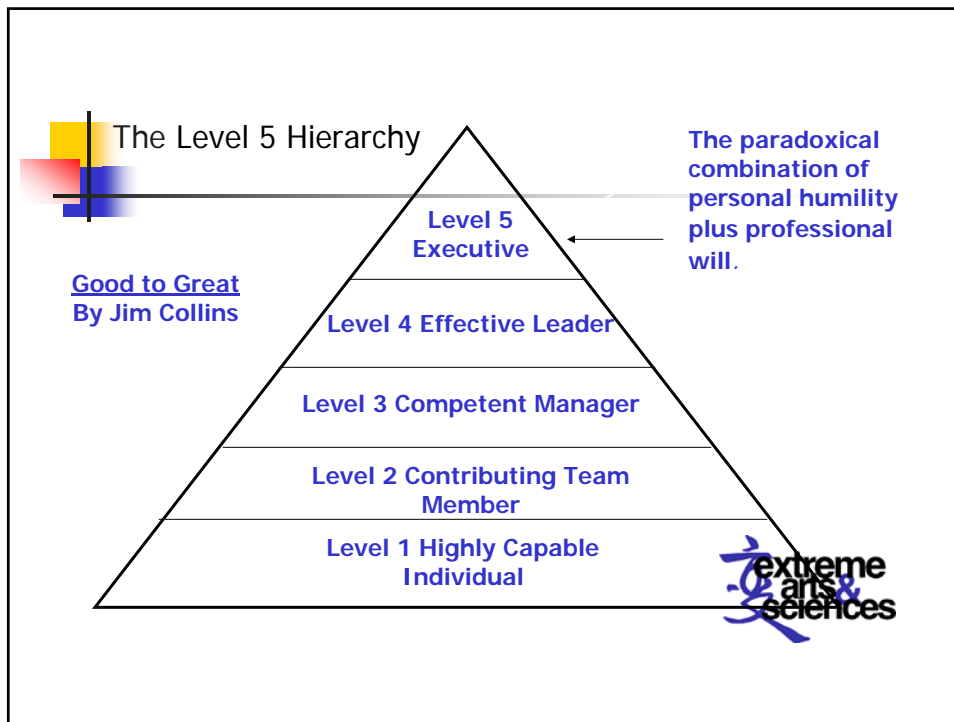 The Level 5 Hierarchy
The paradoxical
combination of
personal humility
plus professional
will.
Level 5
Executive
Good to Great
By Jim Collins
Level 4 Effective Leader
Level 3 Competent Manager
Level 2 Contributing Team
Member
Level 1 Highly Capable
Individual
変
extreme
arts&
sciences